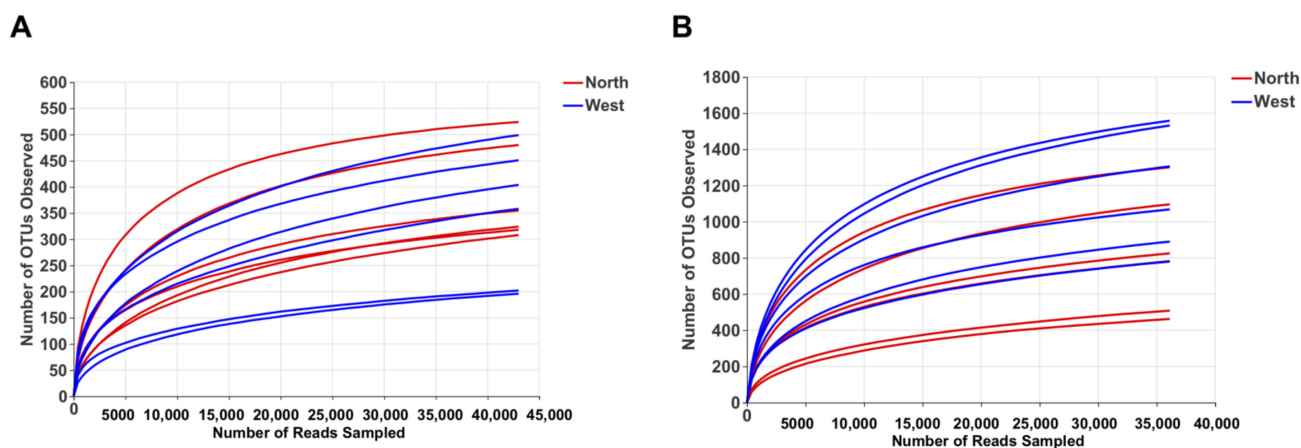 A
B
600
550
500
450
400
350
300
250
200
150
100
50
0
Number of OTUs Observed
0 5000 10,000 15,000 20,000 25,000 30,000 35,000 40,000 45,000
Number of Reads Sampled
North
West
1800
1600
1400
1200
1000
800
600
400
200
0
Number of OTUs Observed
0 5000 10,000 15,000 20,000 25,000 30,000 35,000 40,000
Number of Reads Sampled
North
West